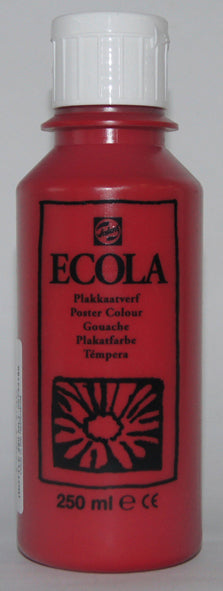 ECOLA
Plakkaatverf
Poster Colour
Gouache
Plakatfarbe
Témpera
250 ml ℮ CE